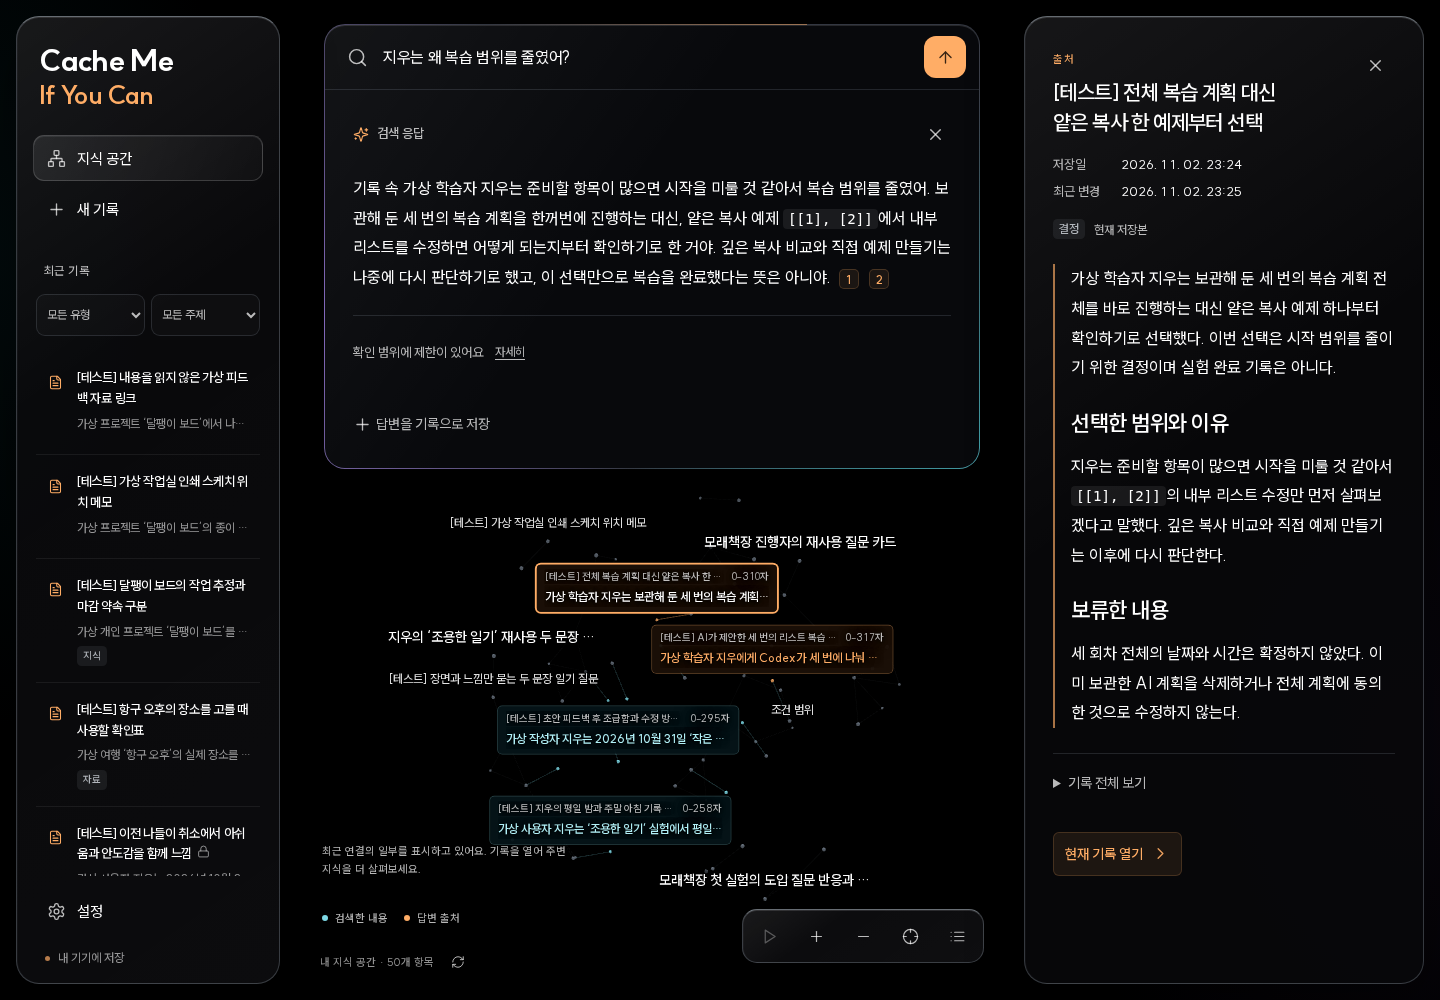 Cache Me
If You Can
지식 공간
새 기록
최근 기록
모든 유형
모든 주제
[테스트] 내용을 읽지 않은 가상 피드
백 자료 링크
가상 프로젝트 ‘달팽이 보드’에서 나…
[테스트] 가상 작업실 인쇄 스케치 위
치 메모
가상 프로젝트 ‘달팽이 보드’의 종이 …
[테스트] 달팽이 보드의 작업 추정과
마감 약속 구분
가상 개인 프로젝트 ‘달팽이 보드’를 …
지식
[테스트] 항구 오후의 장소를 고를 때
사용할 확인표
가상 여행 ‘항구 오후’의 실제 장소를 …
자료
[테스트] 이전 나들이 취소에서 아쉬
움과 안도감을 함께 느낌
설정
내 기기에 저장
지우는 왜 복습 범위를 줄였어?
검색 응답
기록 속 가상 학습자 지우는 준비할 항목이 많으면 시작을 미룰 것 같아서 복습 범위를 줄였어. 보
관해 둔 세 번의 복습 계획을 한꺼번에 진행하는 대신, 얕은 복사 예제 [[1], [2]]에서 내부
리스트를 수정하면 어떻게 되는지부터 확인하기로 한 거야. 깊은 복사 비교와 직접 예제 만들기는
나중에 다시 판단하기로 했고, 이 선택만으로 복습을 완료했다는 뜻은 아니야. 1 2
확인 범위에 제한이 있어요 자세히
답변을 기록으로 저장
[테스트] 가상 작업실 인쇄 스케치 위치 메모
모래책장 진행자의 재사용 질문 카드
[테스트] 전체 복습 계획 대신 얕은 복사 한 … 0-310자
가상 학습자 지우는 보관해 둔 세 번의 복습 계획…
지우의 ‘조용한 일기’ 재사용 두 문장 …
[테스트] AI가 제안한 세 번의 리스트 복습 … 0-317자
가상 학습자 지우에게 Codex가 세 번에 나눠 …
[테스트] 장면과 느낌만 묻는 두 문장 일기 질문
조건 범위
[테스트] 초안 피드백 후 조급함과 수정 방… 0-295자
가상 작성자 지우는 2026년 10월 31일 ‘작은 …
[테스트] 지우의 평일 밤과 주말 아침 기록 … 0-258자
가상 사용자 지우는 ‘조용한 일기’ 실험에서 평일…
최근 연결의 일부를 표시하고 있어요. 기록을 열어 주변
지식을 더 살펴보세요.
모래책장 첫 실험의 도입 질문 반응과 …
검색한 내용
답변 출처
내 지식 공간 · 50개 항목
출처
[테스트] 전체 복습 계획 대신
얕은 복사 한 예제부터 선택
저장일 2026. 11. 02. 23:24
최근 변경 2026. 11. 02. 23:25
결정 현재 저장본
가상 학습자 지우는 보관해 둔 세 번의 복습 계획 전
체를 바로 진행하는 대신 얕은 복사 예제 하나부터
확인하기로 선택했다. 이번 선택은 시작 범위를 줄이
기 위한 결정이며 실험 완료 기록은 아니다.
선택한 범위와 이유
지우는 준비할 항목이 많으면 시작을 미룰 것 같아서
[[1], [2]]의 내부 리스트 수정만 먼저 살펴보
겠다고 말했다. 깊은 복사 비교와 직접 예제 만들기
는 이후에 다시 판단한다.
보류한 내용
세 회차 전체의 날짜와 시간은 확정하지 않았다. 이
미 보관한 AI 계획을 삭제하거나 전체 계획에 동의
한 것으로 수정하지 않는다.
기록 전체 보기
현재 기록 열기